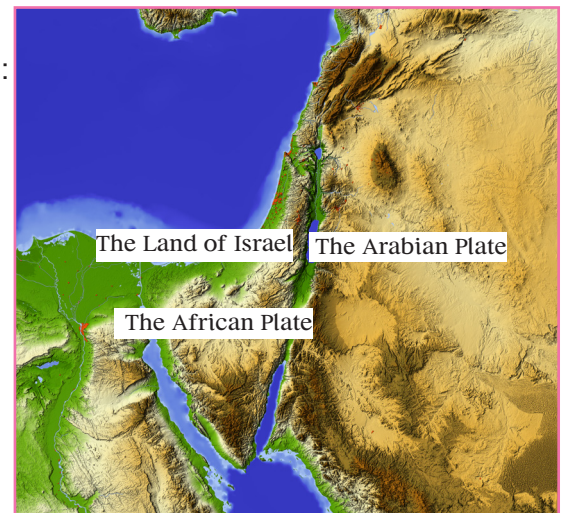 :
The Land of Israel
The Arabian Plate
The African Plate